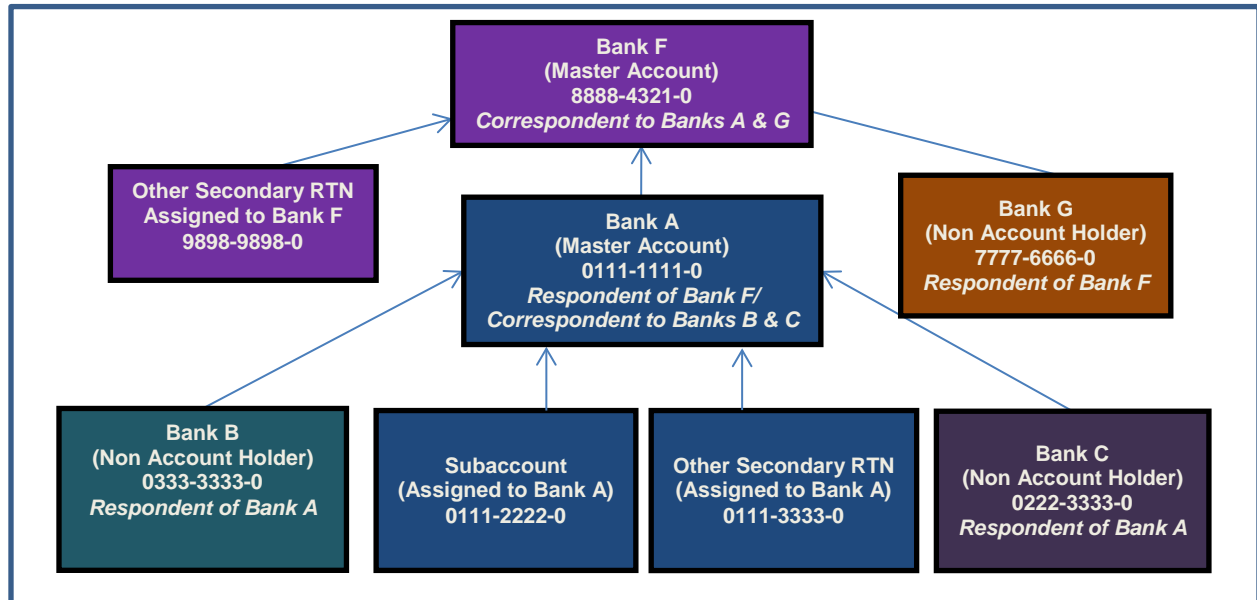 Bank F
(Master Account)
8888-4321-0
Correspondent to Banks A & G
Other Secondary RTN
Assigned to Bank F
9898-9898-0
Bank A
(Master Account)
0111-1111-0
Respondent of Bank F/
Correspondent to Banks B & C
Bank G
(Non Account Holder)
7777-6666-0
Respondent of Bank F
Bank B
(Non Account Holder)
0333-3333-0
Respondent of Bank A
Subaccount
(Assigned to Bank A)
0111-2222-0
Other Secondary RTN
(Assigned to Bank A)
0111-3333-0
Bank C
(Non Account Holder)
0222-3333-0
Respondent of Bank A